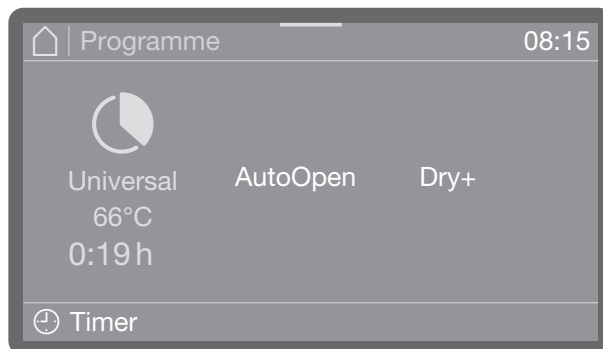 Programme 08:15
Universal AutoOpen Dry+
66°C
0:19 h
Timer